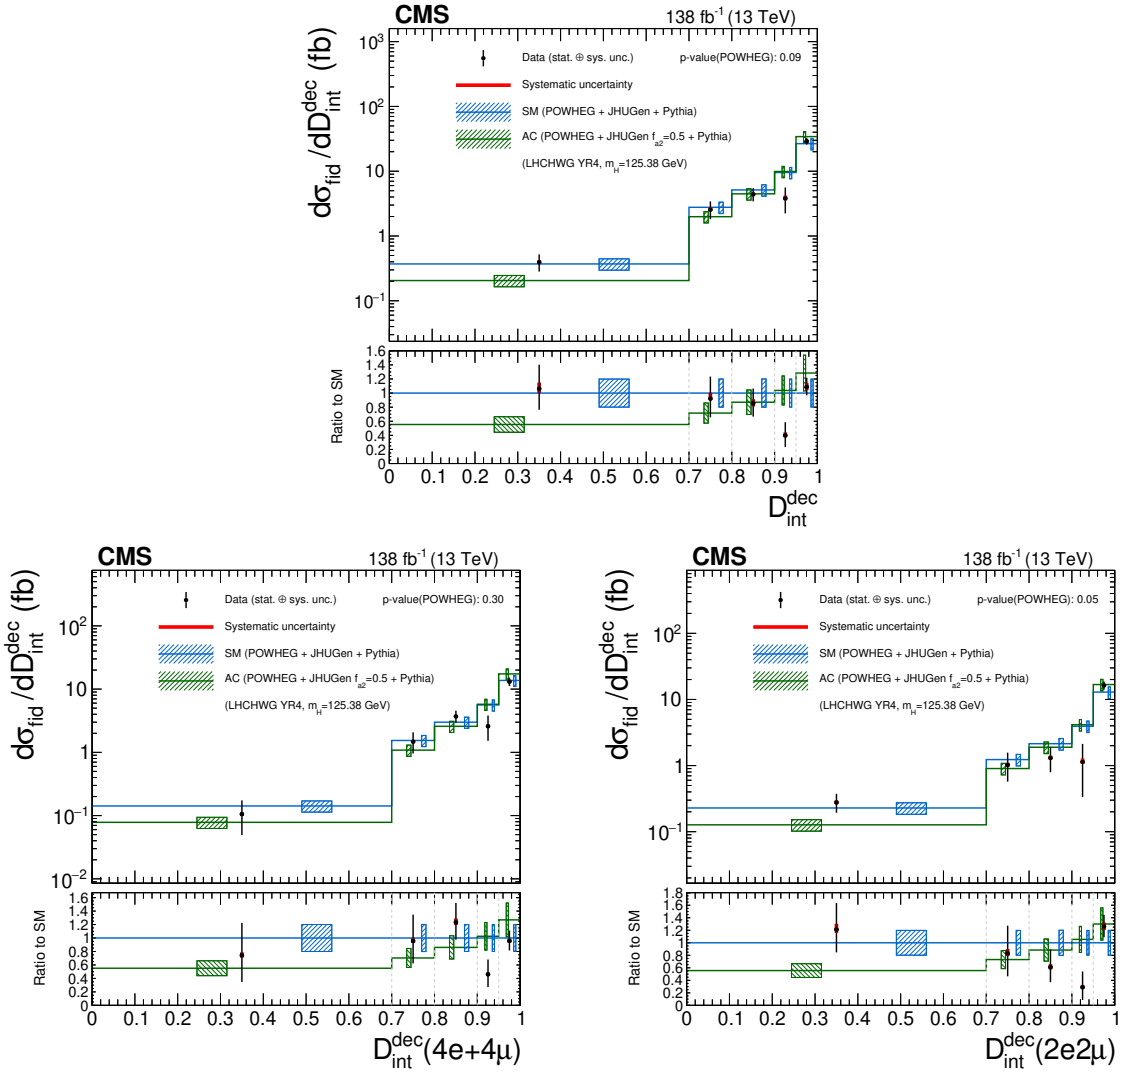 CMS 138 fb⁻¹ (13 TeV)
dσ_fid /dD_int^dec (fb)
10³
10²
10
1
10⁻¹
Data (stat. ⊕ sys. unc.) p-value(POWHEG): 0.09
Systematic uncertainty
SM (POWHEG + JHUGen + Pythia)
AC (POWHEG + JHUGen f_a2=0.5 + Pythia)
(LHCHWG YR4, m_H=125.38 GeV)
Ratio to SM
1.6
1.4
1.2
1
0.8
0.6
0.4
0.2
0
0 0.1 0.2 0.3 0.4 0.5 0.6 0.7 0.8 0.9 1
D_int^dec
CMS 138 fb⁻¹ (13 TeV)
dσ_fid /dD_int^dec (fb)
10²
10
1
10⁻¹
10⁻²
Data (stat. ⊕ sys. unc.) p-value(POWHEG): 0.30
Systematic uncertainty
SM (POWHEG + JHUGen + Pythia)
AC (POWHEG + JHUGen f_a2=0.5 + Pythia)
(LHCHWG YR4, m_H=125.38 GeV)
Ratio to SM
1.6
1.4
1.2
1
0.8
0.6
0.4
0.2
0
0 0.1 0.2 0.3 0.4 0.5 0.6 0.7 0.8 0.9 1
D_int^dec(4e+4μ)
CMS 138 fb⁻¹ (13 TeV)
dσ_fid /dD_int^dec (fb)
10²
10
1
10⁻¹
Data (stat. ⊕ sys. unc.) p-value(POWHEG): 0.05
Systematic uncertainty
SM (POWHEG + JHUGen + Pythia)
AC (POWHEG + JHUGen f_a2=0.5 + Pythia)
(LHCHWG YR4, m_H=125.38 GeV)
Ratio to SM
1.8
1.6
1.4
1.2
1
0.8
0.6
0.4
0.2
0
0 0.1 0.2 0.3 0.4 0.5 0.6 0.7 0.8 0.9 1
D_int^dec(2e2μ)